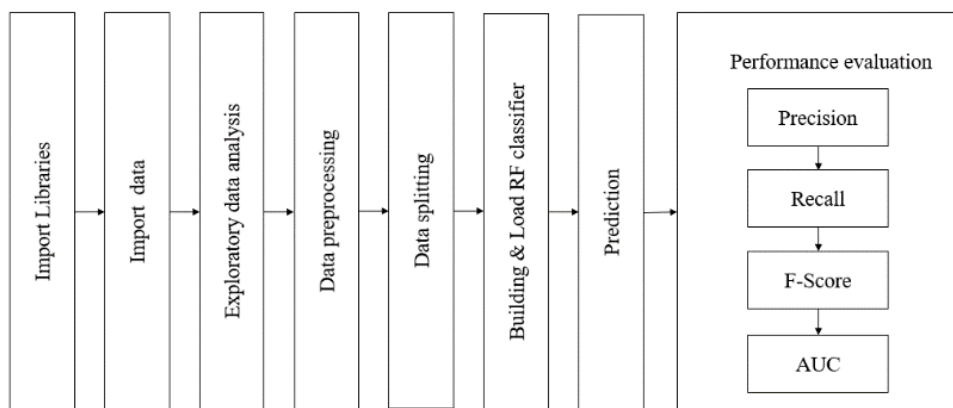 Import Libraries
Import data
Exploratory data analysis
Data preprocessing
Data splitting
Building & Load RF classifier
Prediction
Performance evaluation
Precision
Recall
F-Score
AUC